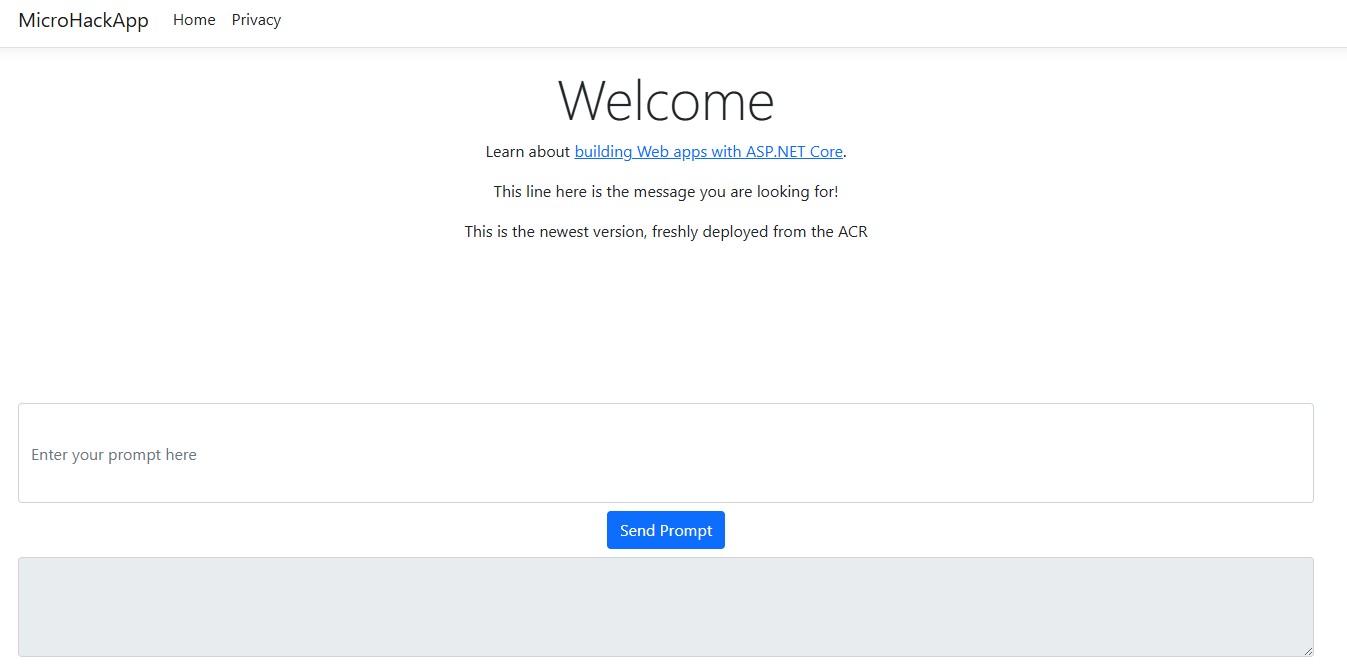 MicroHackApp Home Privacy
Welcome
Learn about building Web apps with ASP.NET Core.
This line here is the message you are looking for!
This is the newest version, freshly deployed from the ACR
Enter your prompt here
Send Prompt